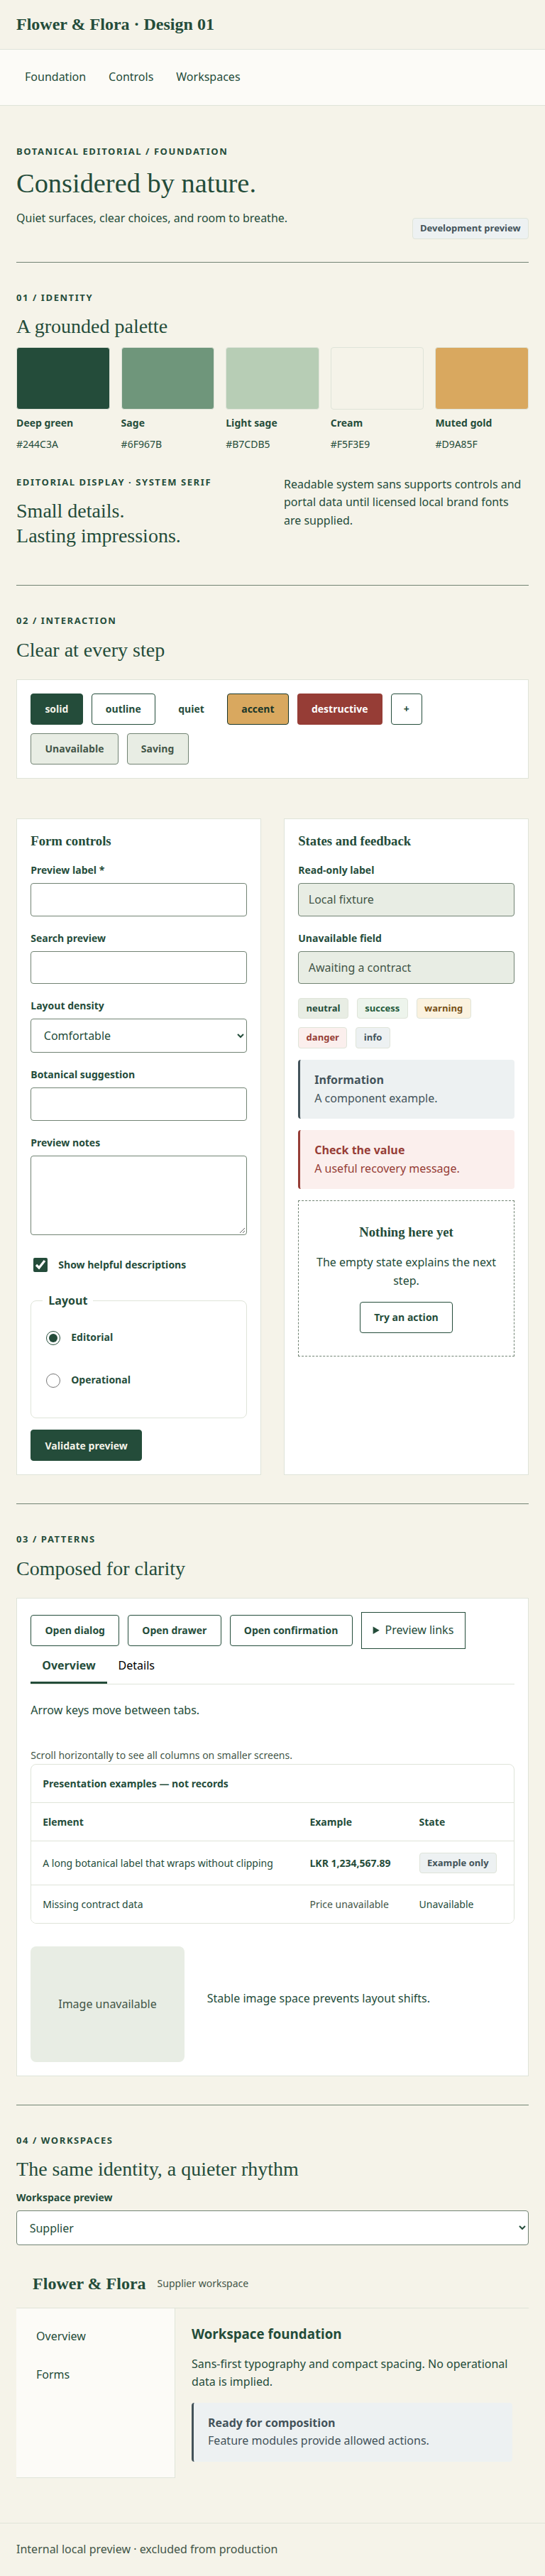 Flower & Flora · Design 01
Foundation
Controls
Workspaces
BOTANICAL EDITORIAL / FOUNDATION
Considered by nature.
Quiet surfaces, clear choices, and room to breathe.
Development preview
01 / IDENTITY
A grounded palette
Deep green
#244C3A
Sage
#6F967B
Light sage
#B7CDB5
Cream
#F5F3E9
Muted gold
#D9A85F
EDITORIAL DISPLAY · SYSTEM SERIF
Small details.
Lasting impressions.
Readable system sans supports controls and
portal data until licensed local brand fonts
are supplied.
02 / INTERACTION
Clear at every step
solid
outline
quiet
accent
destructive
+
Unavailable
Saving
Form controls
Preview label *
Search preview
Layout density
Comfortable
Botanical suggestion
Preview notes
Show helpful descriptions
Layout
Editorial
Operational
Validate preview
States and feedback
Read-only label
Local fixture
Unavailable field
Awaiting a contract
neutral
success
warning
danger
info
Information
A component example.
Check the value
A useful recovery message.
Nothing here yet
The empty state explains the next
step.
Try an action
03 / PATTERNS
Composed for clarity
Open dialog
Open drawer
Open confirmation
Preview links
Overview
Details
Arrow keys move between tabs.
Scroll horizontally to see all columns on smaller screens.
Presentation examples — not records
Element
Example
State
A long botanical label that wraps without clipping
LKR 1,234,567.89
Example only
Missing contract data
Price unavailable
Unavailable
Image unavailable
Stable image space prevents layout shifts.
04 / WORKSPACES
The same identity, a quieter rhythm
Workspace preview
Supplier
Flower & Flora
Supplier workspace
Overview
Forms
Workspace foundation
Sans-first typography and compact spacing. No operational
data is implied.
Ready for composition
Feature modules provide allowed actions.
Internal local preview · excluded from production